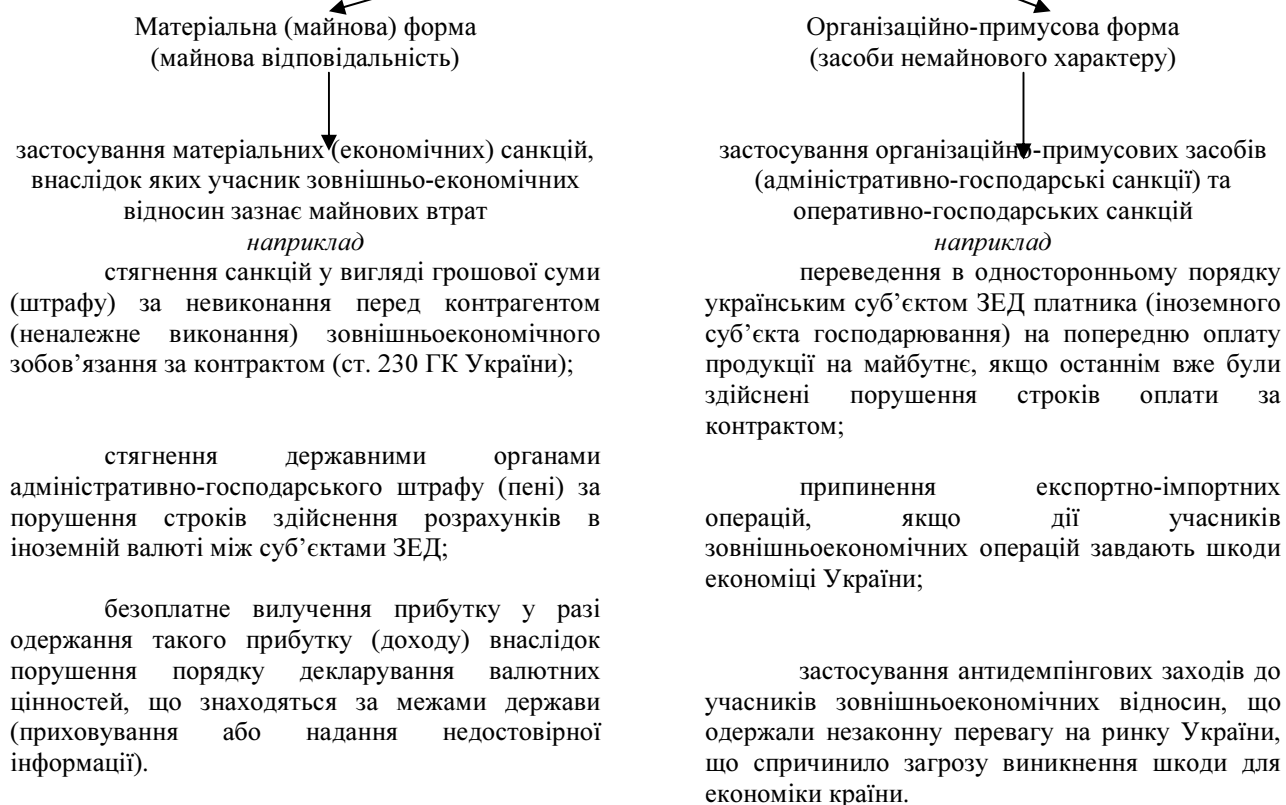 Матеріальна (майнова) форма
(майнова відповідальність)
застосування матеріальних (економічних) санкцій,
внаслідок яких учасник зовнішньо-економічних
відносин зазнає майнових втрат
наприклад
стягнення санкцій у вигляді грошової суми
(штрафу) за невиконання перед контрагентом
(неналежне виконання) зовнішньоекономічного
зобов’язання за контрактом (ст. 230 ГК України);
стягнення державними органами
адміністративно-господарського штрафу (пені) за
порушення строків здійснення розрахунків в
іноземній валюті між суб’єктами ЗЕД;
безоплатне вилучення прибутку у разі
одержання такого прибутку (доходу) внаслідок
порушення порядку декларування валютних
цінностей, що знаходяться за межами держави
(приховування або надання недостовірної
інформації).
Організаційно-примусова форма
(засоби немайнового характеру)
застосування організаційно-примусових засобів
(адміністративно-господарські санкції) та
оперативно-господарських санкцій
наприклад
переведення в односторонньому порядку
українським суб’єктом ЗЕД платника (іноземного
суб’єкта господарювання) на попередню оплату
продукції на майбутнє, якщо останнім вже були
здійснені порушення строків оплати за
контрактом;
припинення експортно-імпортних
операцій, якщо дії учасників
зовнішньоекономічних операцій завдають шкоди
економіці України;
застосування антидемпінгових заходів до
учасників зовнішньоекономічних відносин, що
одержали незаконну перевагу на ринку України,
що спричинило загрозу виникнення шкоди для
економіки країни.